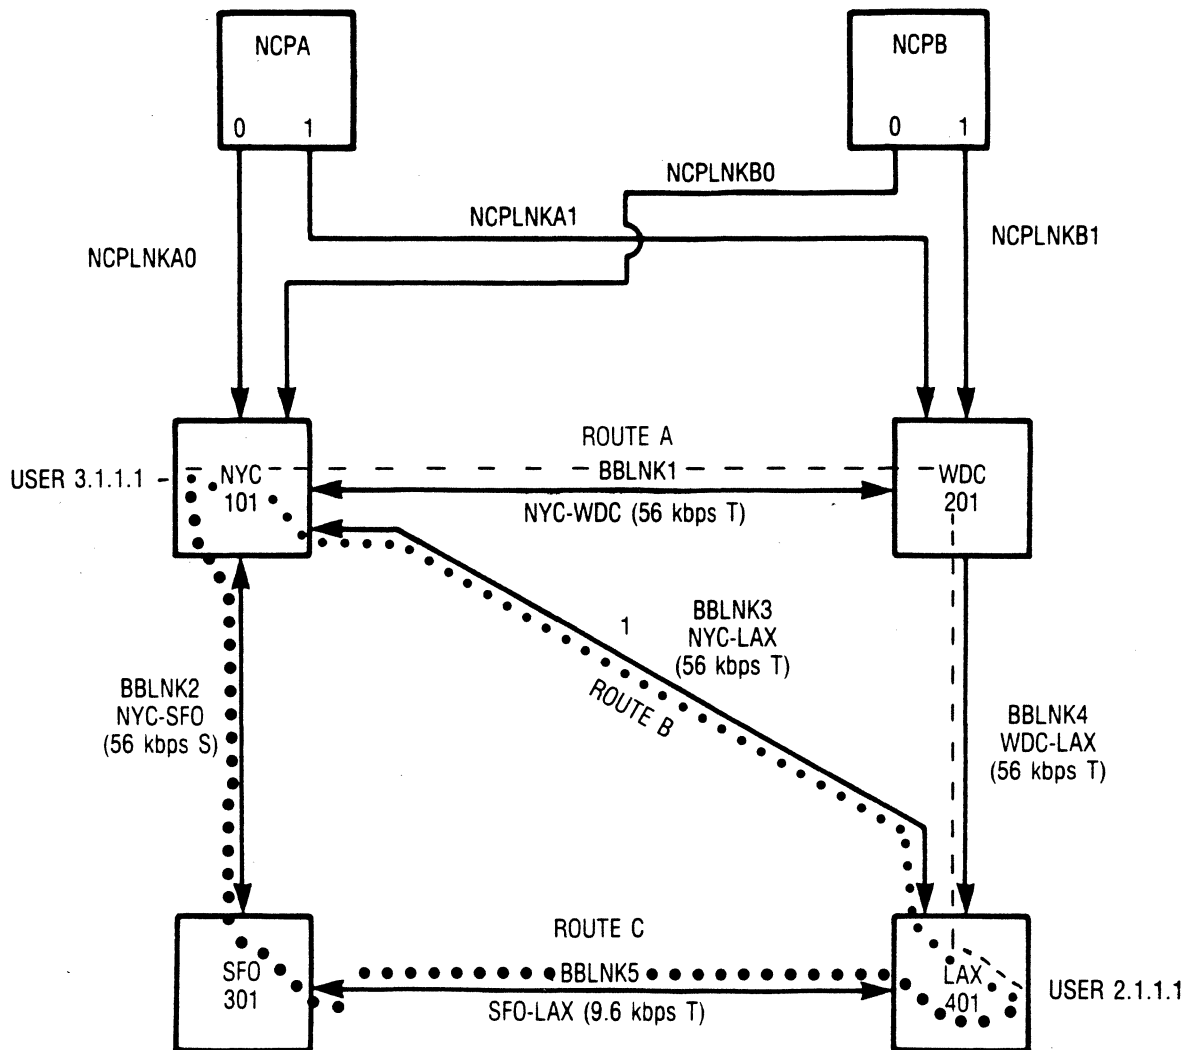 NCPA
0 1
NCPB
0 1
NCPLNKB0
NCPLNKA1
NCPLNKB1
NCPLNKA0
ROUTE A
USER 3.1.1.1
NYC
101
BBLNK1
WDC
201
NYC-WDC (56 kbps T)
1
BBLNK3
NYC-LAX
(56 kbps T)
ROUTE B
BBLNK2
NYC-SFO
(56 kbps S)
BBLNK4
WDC-LAX
(56 kbps T)
ROUTE C
SFO
301
BBLNK5
SFO-LAX (9.6 kbps T)
LAX
401
USER 2.1.1.1